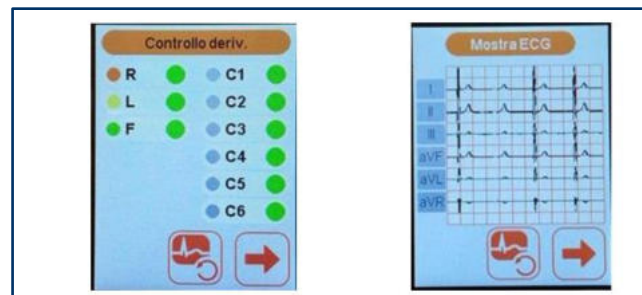 Controllo deriv.
R
C1
L
C2
F
C3
C4
C5
C6
Mostra ECG
I
II
III
aVF
aVL
aVR